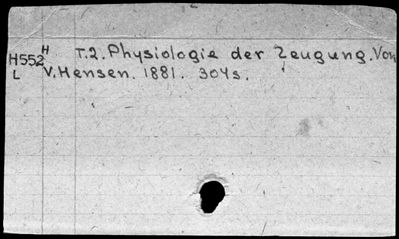 H552 H T.2. Physiologie der Zeugung. Von
L V. Hensen. 1881. 304s.